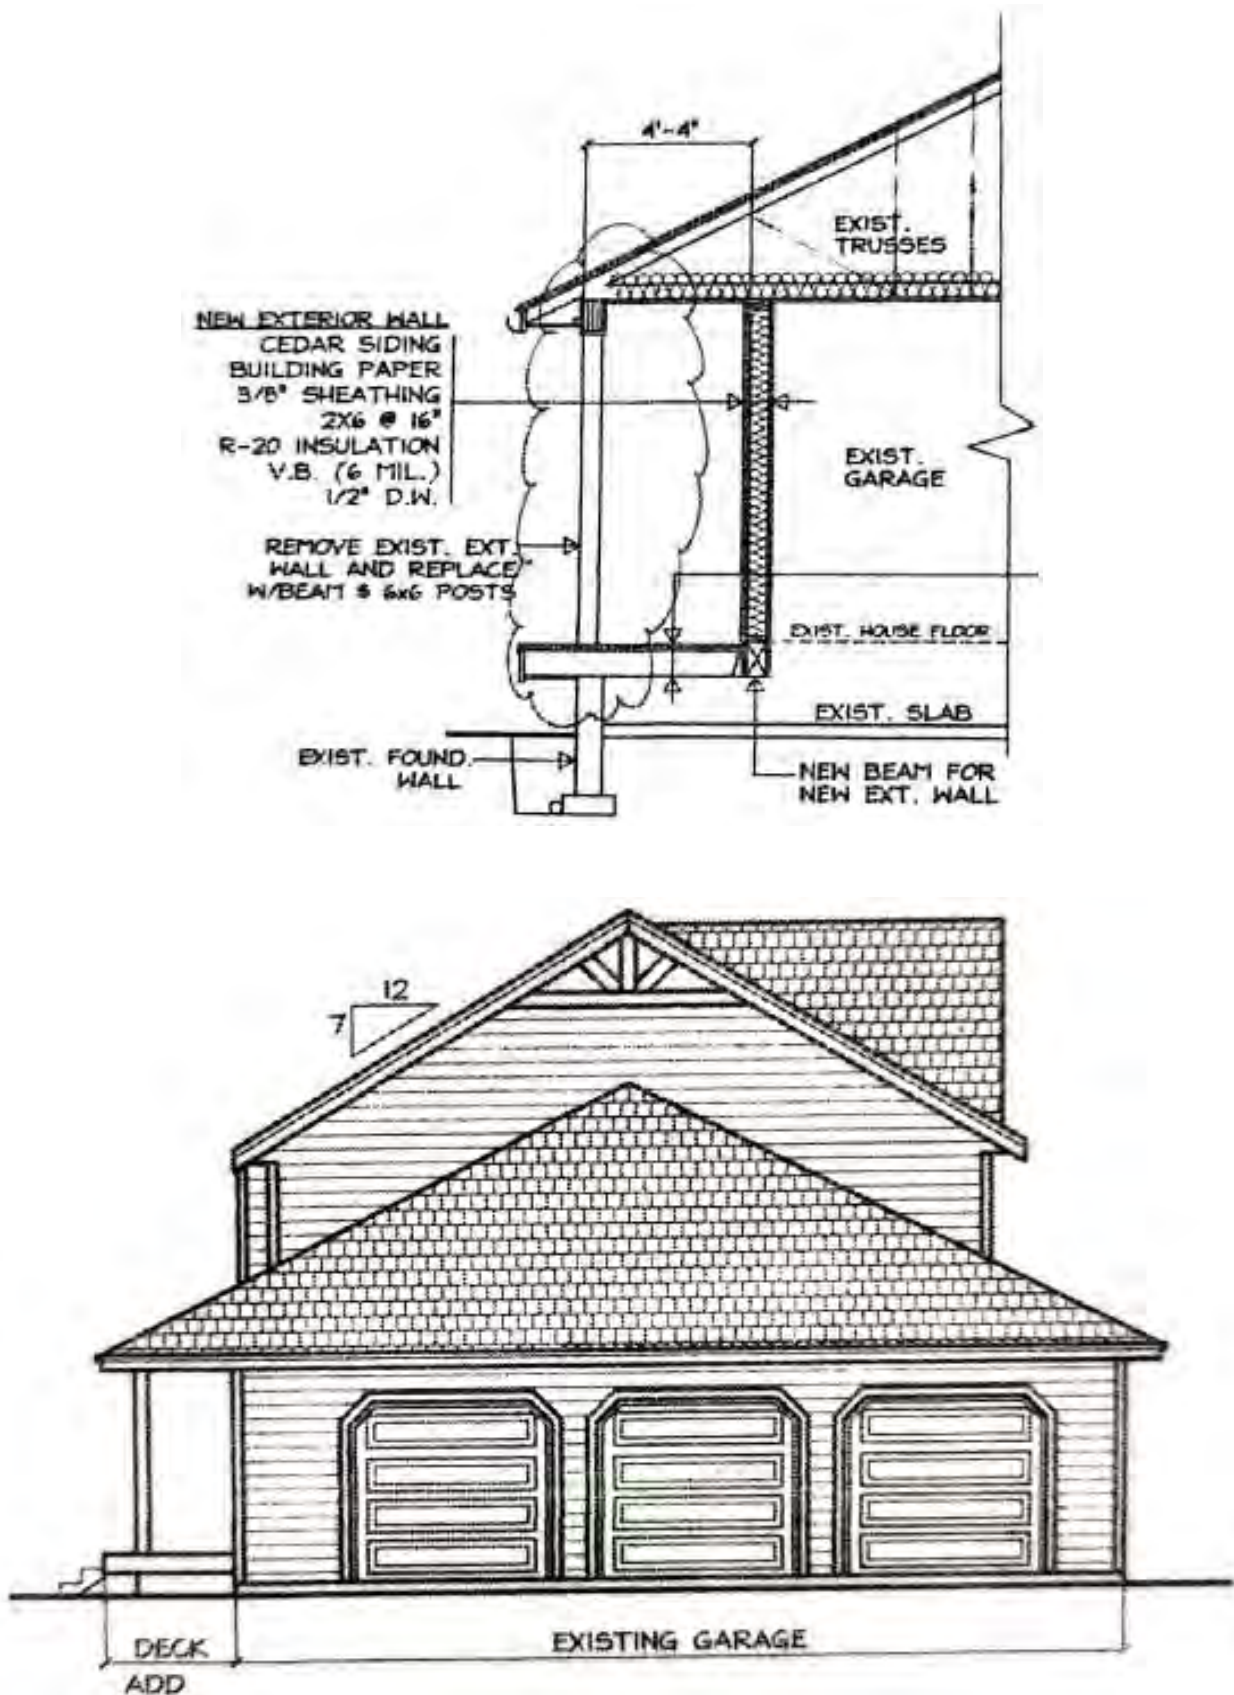 4'-4"
EXIST.
TRUSSES
NEW EXTERIOR WALL
CEDAR SIDING
BUILDING PAPER
3/8" SHEATHING
2X6 @ 16"
R-20 INSULATION
V.B. (6 MIL.)
1/2" D.W.
EXIST.
GARAGE
REMOVE EXIST. EXT.
WALL AND REPLACE
W/BEAM & 6x6 POSTS
EXIST. HOUSE FLOOR
EXIST. SLAB
EXIST. FOUND.
WALL
NEW BEAM FOR
NEW EXT. WALL
12
7
DECK
ADD
EXISTING GARAGE